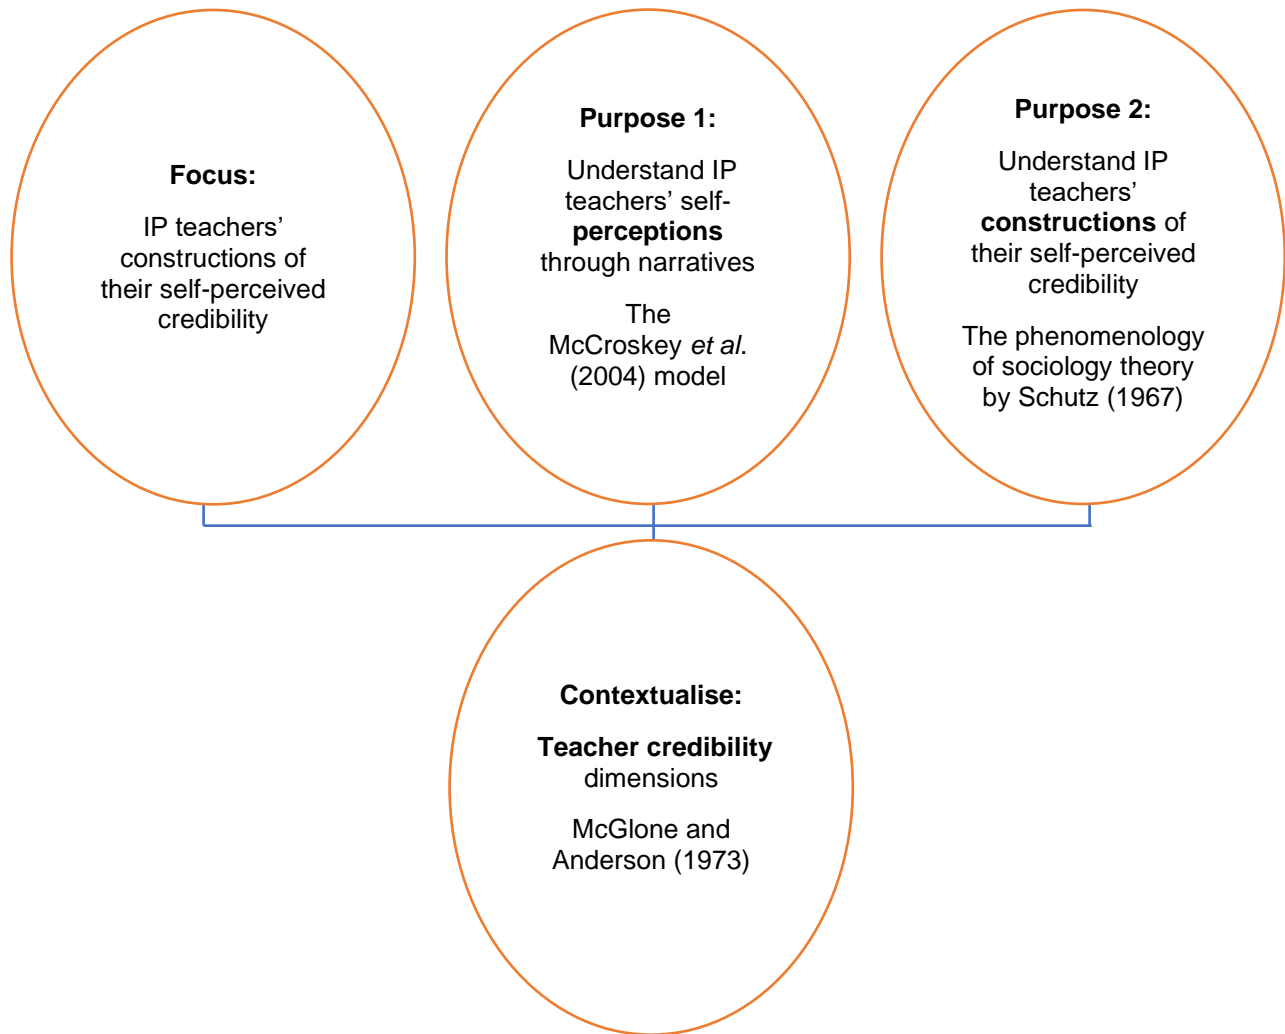 Focus:
IP teachers’
constructions of
their self-perceived
credibility
Purpose 1:
Understand IP
teachers’ self-
perceptions
through narratives
The
McCroskey et al.
(2004) model
Purpose 2:
Understand IP
teachers’
constructions of
their self-perceived
credibility
The phenomenology
of sociology theory
by Schutz (1967)
Contextualise:
Teacher credibility
dimensions
McGlone and
Anderson (1973)